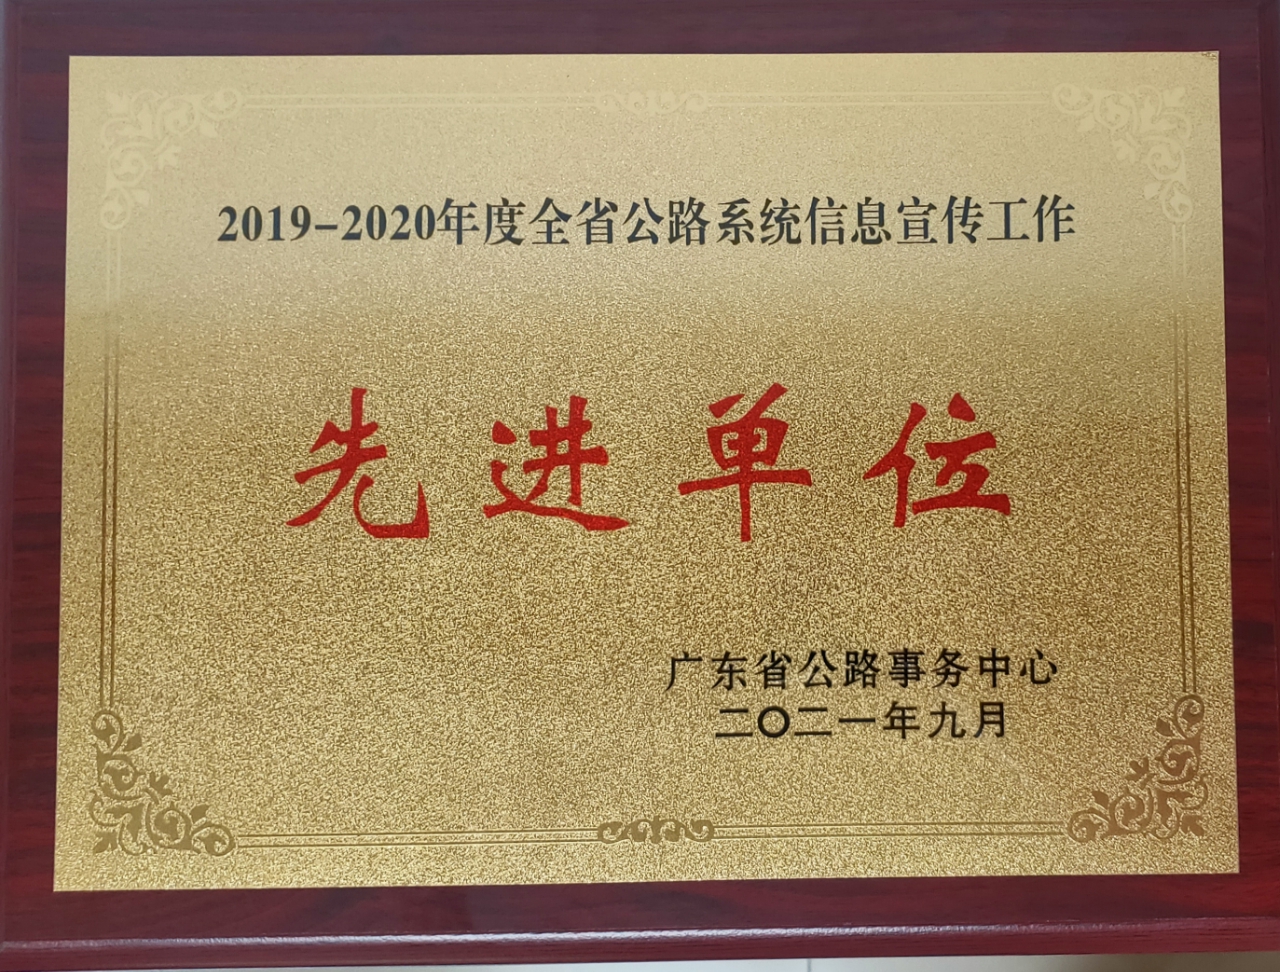 2019-2020年度全省公路系统信息宣传工作
先进单位
广东省公路事务中心
二〇二一年九月